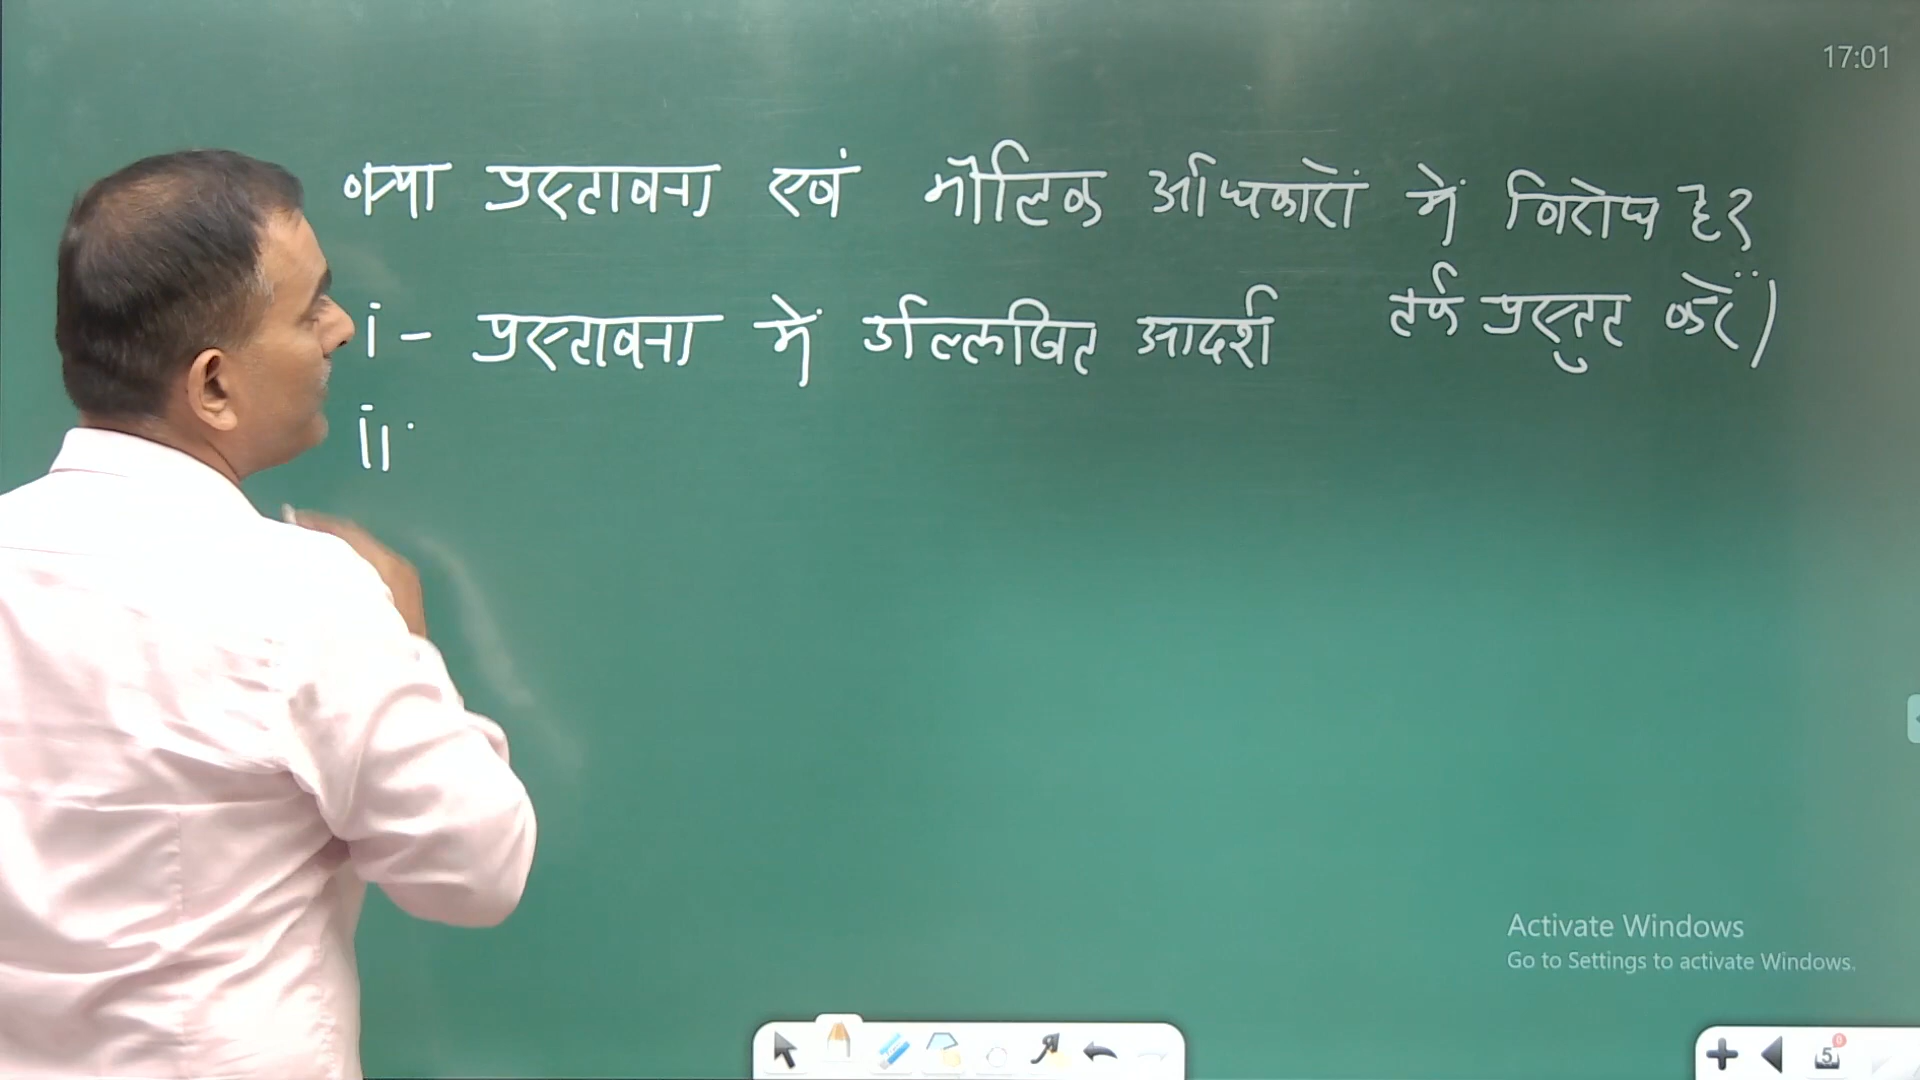 17:01
क्या प्रस्तावना एवं मौलिक अधिकारों में विरोध है?
तर्क प्रस्तुत करें।
i - प्रस्तावना में उल्लिखित आदर्श
ii
Activate Windows
Go to Settings to activate Windows.
5